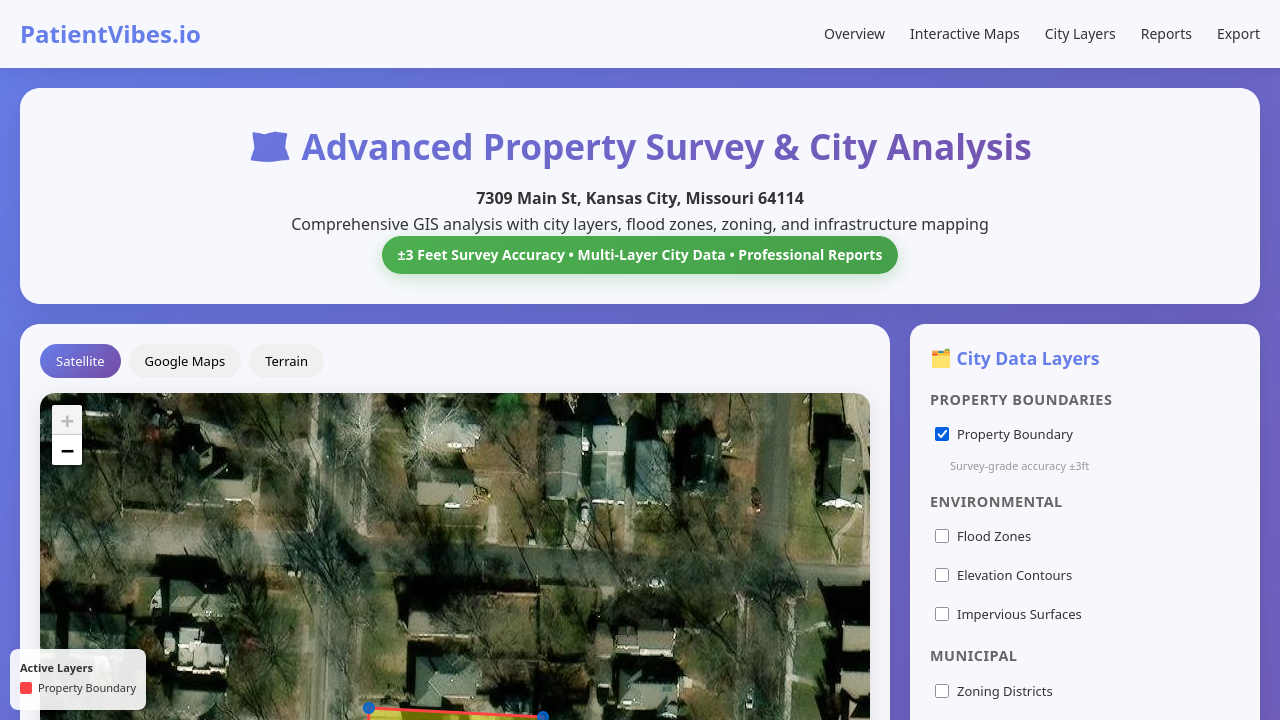 PatientVibes.io
Overview
Interactive Maps
City Layers
Reports
Export
Advanced Property Survey & City Analysis
7309 Main St, Kansas City, Missouri 64114
Comprehensive GIS analysis with city layers, flood zones, zoning, and infrastructure mapping
±3 Feet Survey Accuracy • Multi-Layer City Data • Professional Reports
Satellite
Google Maps
Terrain
+
−
Active Layers
Property Boundary
City Data Layers
PROPERTY BOUNDARIES
Property Boundary
Survey-grade accuracy ±3ft
ENVIRONMENTAL
Flood Zones
Elevation Contours
Impervious Surfaces
MUNICIPAL
Zoning Districts